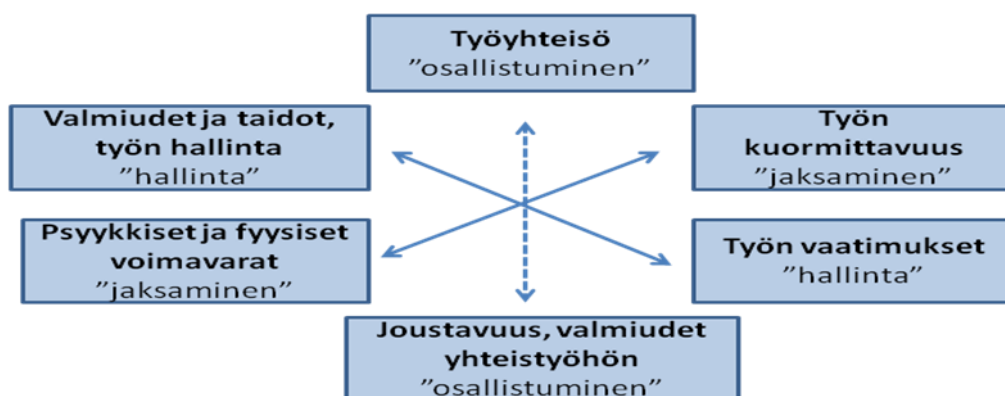 Työyhteisö
”osallistuminen”
Valmiudet ja taidot,
työn hallinta
”hallinta”
Työn
kuormittavuus
”jaksaminen”
Psyykkiset ja fyysiset
voimavarat
”jaksaminen”
Työn vaatimukset
”hallinta”
Joustavuus, valmiudet
yhteistyöhön
”osallistuminen”